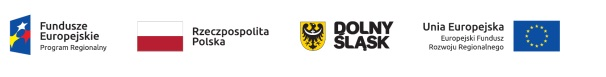 Fundusze
Europejskie
Program Regionalny
Rzeczpospolita
Polska
DOLNY
ŚLĄSK
Unia Europejska
Europejski Fundusz
Rozwoju Regionalnego